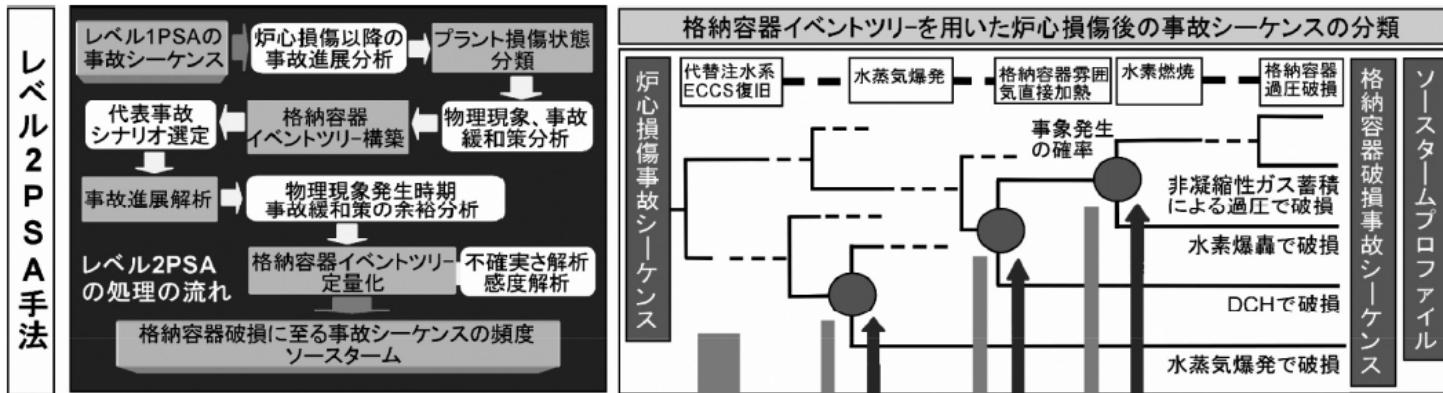 レベル2PSA手法
レベル1PSAの
事故シーケンス
炉心損傷以降の
事故進展分析
プラント損傷状態
分類
代表事故
シナリオ選定
格納容器
イベントツリー構築
物理現象、事故
緩和策分析
事故進展解析
物理現象発生時期
事故緩和策の余裕分析
レベル2PSA
の処理の流れ
格納容器イベントツリー
定量化
不確実さ解析
感度解析
格納容器破損に至る事故シーケンスの頻度
ソースターム
格納容器イベントツリーを用いた炉心損傷後の事故シーケンスの分類
炉心損傷事故シーケンス
代替注水系
ECCS復旧
水蒸気爆発
格納容器雰囲
気直接加熱
水素燃焼
格納容器
過圧破損
事象発生
の確率
非凝縮性ガス蓄積
による過圧で破損
水素爆轟で破損
DCHで破損
水蒸気爆発で破損
格納容器破損事故シーケンス
ソースタームプロファイル